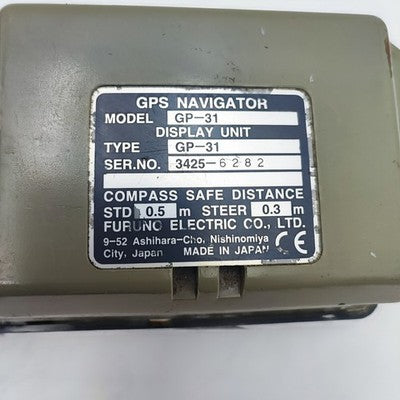 GPS NAVIGATOR
MODEL GP-31
DISPLAY UNIT
TYPE GP-31
SER.NO. 3425-6282
COMPASS SAFE DISTANCE
STD 0.5 m STEER 0.3 m
FURUNO ELECTRIC CO., LTD.
9-52 Ashihara-Cho, Nishinomiya
City, Japan MADE IN JAPAN CE